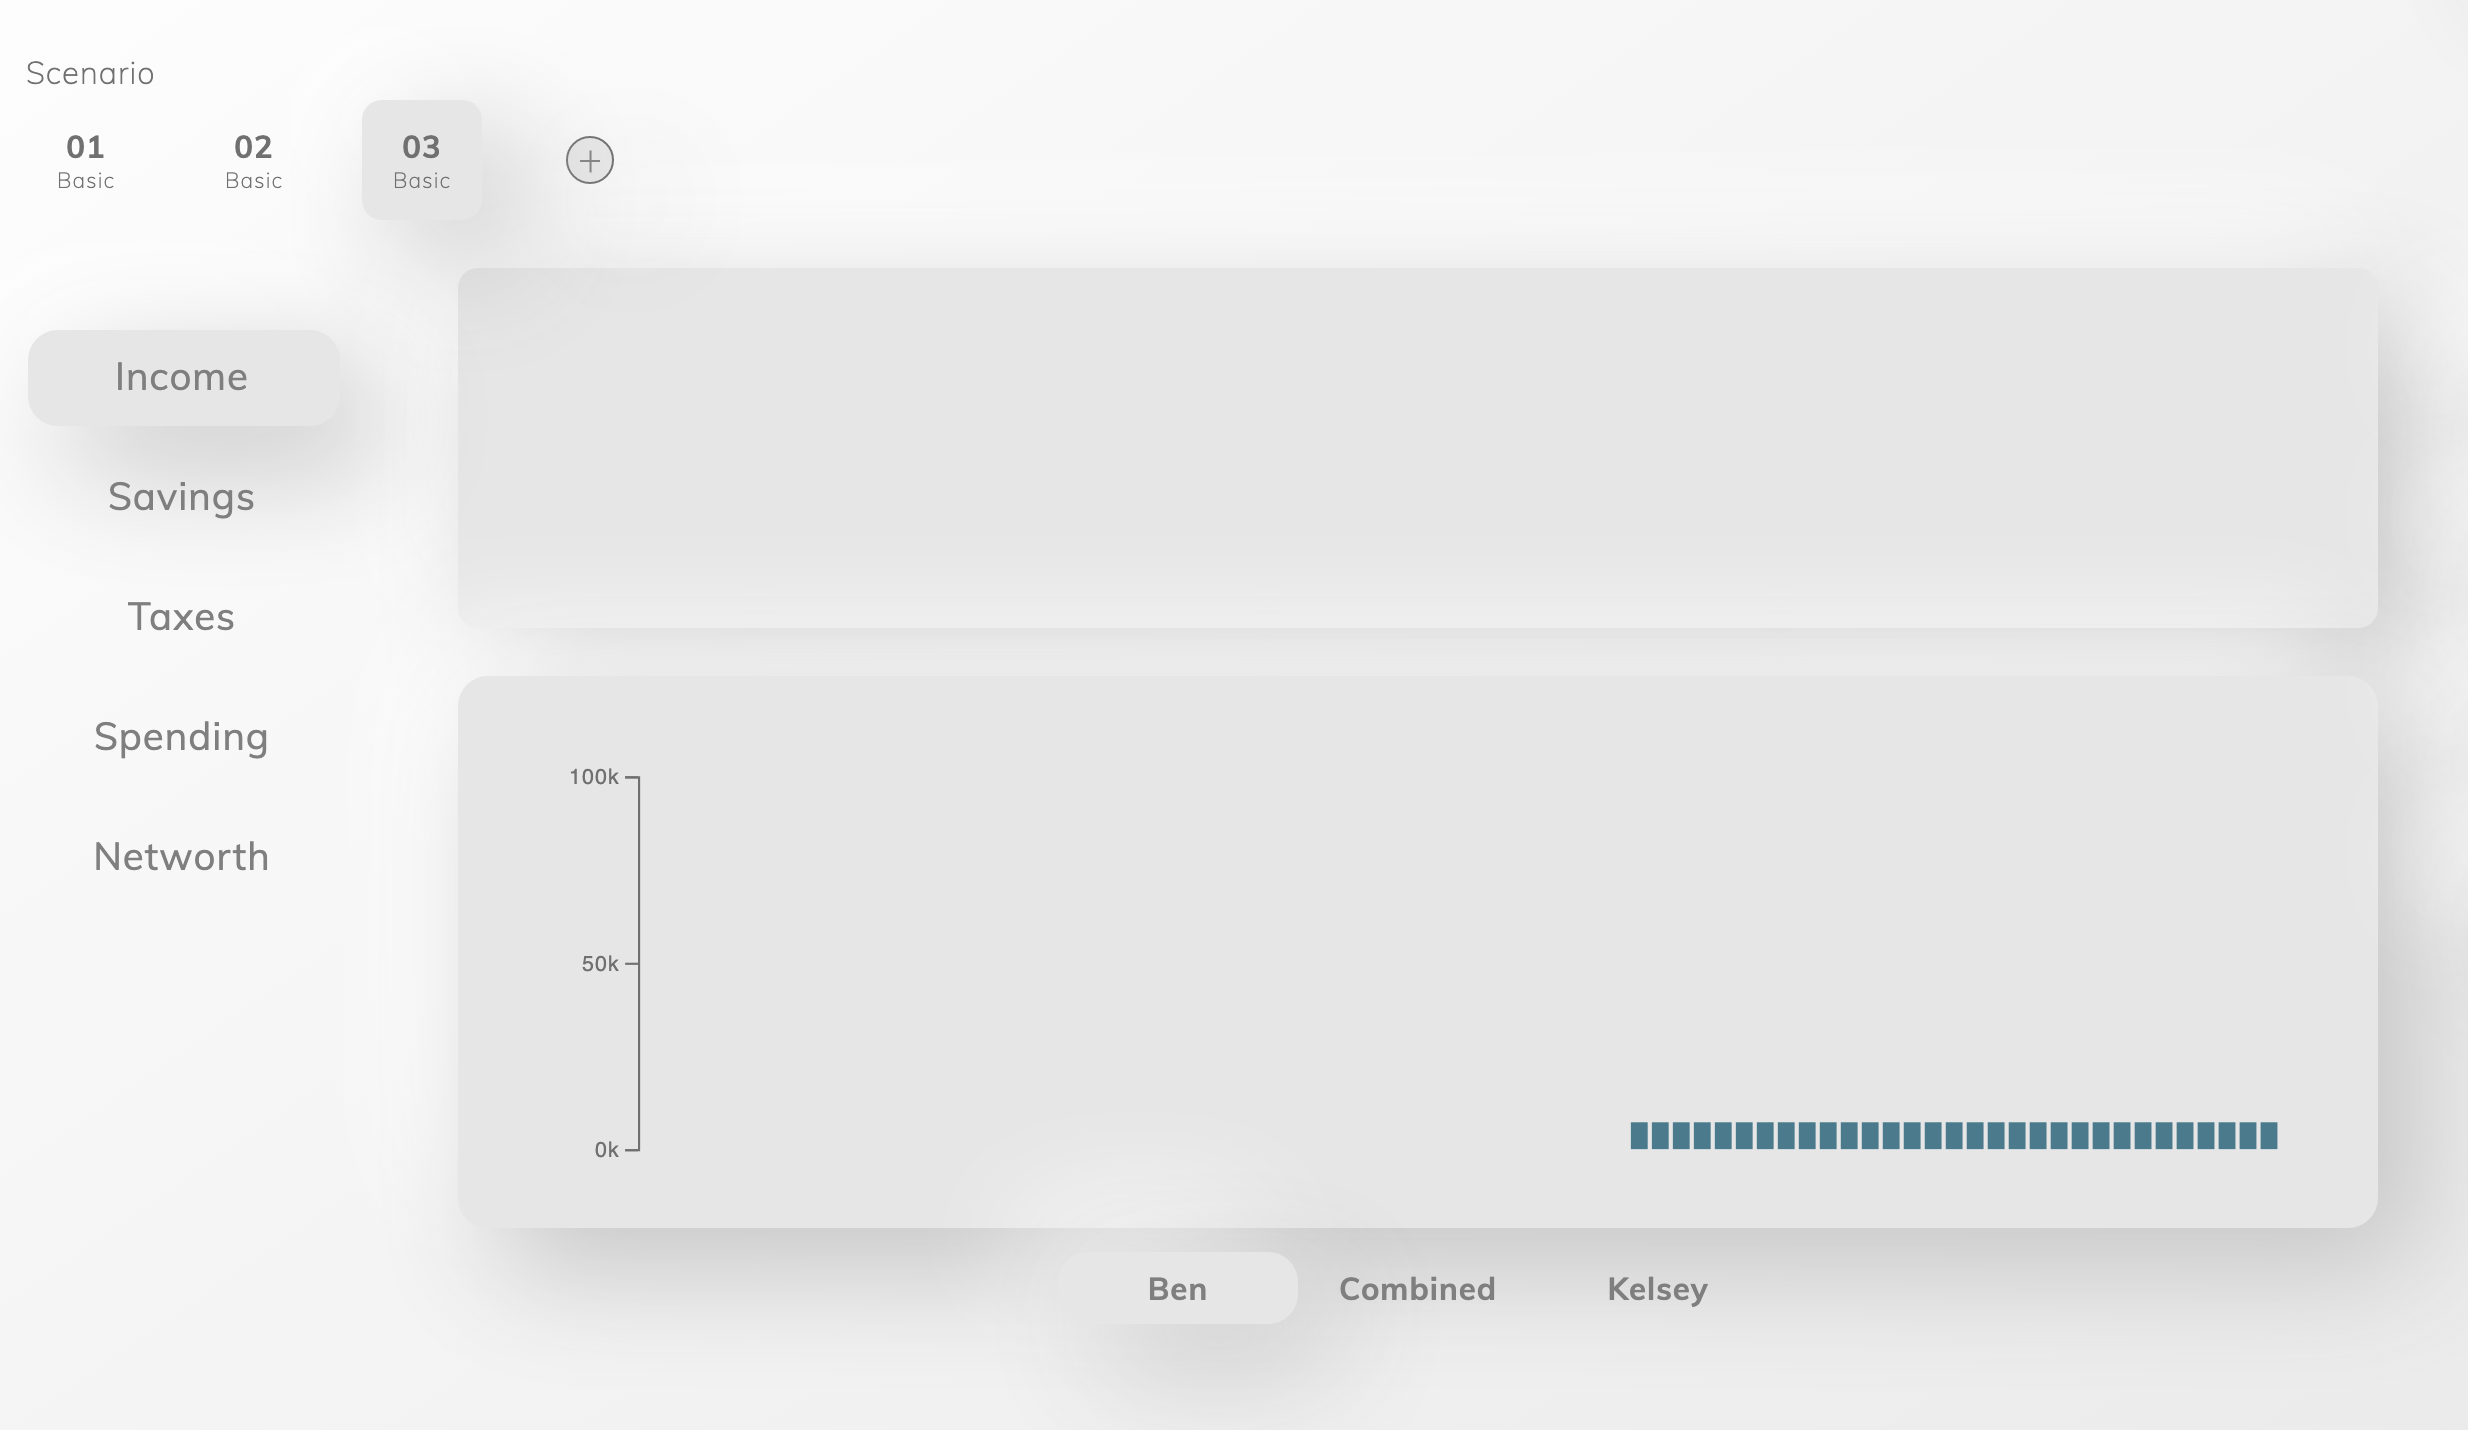 Scenario
01 02 03
Basic Basic Basic
Income
Savings
Taxes
Spending
Networth
100k
50k
0k
Ben Combined Kelsey